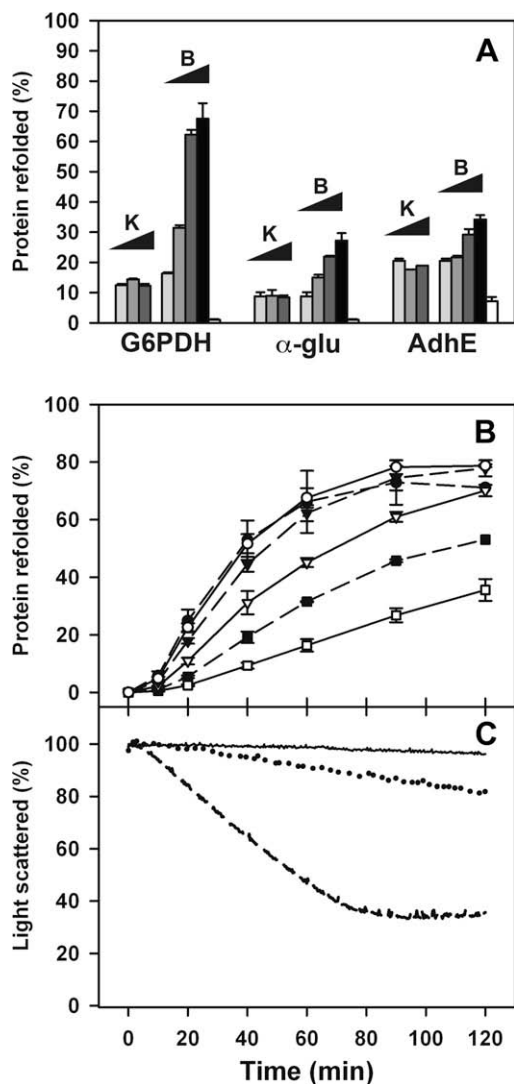 A
Protein refolded (%)
100
90
80
70
60
50
40
30
20
10
0
K
B
K
B
K
B
G6PDH
α-glu
AdhE
B
Protein refolded (%)
100
80
60
40
20
0
C
Light scattered (%)
100
80
60
40
20
0
0
20
40
60
80
100
120
Time (min)